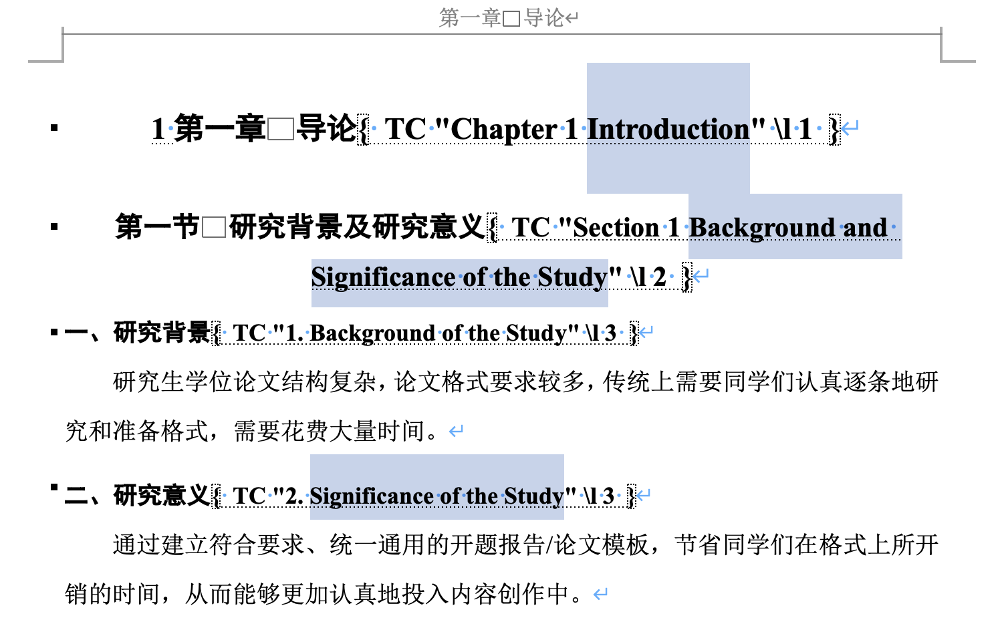 第一章□导论↵
▪ 1·第一章□导论{· TC·"Chapter·1·Introduction"·\l·1· }↵
▪ 第一节□研究背景及研究意义{· TC·"Section·1·Background·and·
Significance·of·the·Study"·\l·2· }↵
▪ 一、研究背景{· TC·"1.·Background·of·the·Study"·\l·3· }↵
研究生学位论文结构复杂，论文格式要求较多，传统上需要同学们认真逐条地研
究和准备格式，需要花费大量时间。↵
▪ 二、研究意义{· TC·"2.·Significance·of·the·Study"·\l·3· }↵
通过建立符合要求、统一通用的开题报告/论文模板，节省同学们在格式上所开
销的时间，从而能够更加认真地投入内容创作中。↵